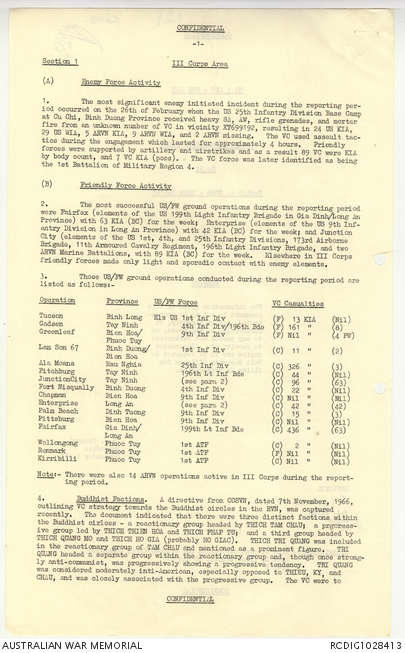 CONFIDENTIAL
-1-
Section 1 III Corps Area
(A) Enemy Force Activity
1. The most significant enemy initiated incident during the reporting per-
iod occurred on the 26th of February when the US 25th Infantry Division Base Camp
at Cu Chi, Binh Duong Province received heavy SA, AW, rifle grenades, and mortar
fire from an unknown number of VC in vicinity XT699192, resulting in 24 US KIA,
29 US WIA, 5 ARVN KIA, 9 ARVN WIA, and 2 ARVN missing. The VC used assault tac-
tics during the engagement which lasted for approximately 4 hours. Friendly
forces were supported by artillery and airstrikes and as a result 89 VC were KIA
by body count, and 7 VC KIA (poss). The VC force was later identified as being
the 1st Battalion of Military Region 4.
(B) Friendly Force Activity
2. The most successful US/FW ground operations during the reporting period
were Fairfax (elements of the US 199th Light Infantry Brigade in Gia Dinh/Long An
Province) with 63 KIA (BC) for the week; Enterprise (elements of the US 9th Inf-
antry Division in Long An Province) with 42 KIA (BC) for the week; and Junction
City (elements of the US 1st, 4th, and 25th Infantry Divisions, 173rd Airborne
Brigade, 11th Armoured Cavalry Regiment, 196th Light Infantry Brigade, and two
ARVN Marine Battalions, with 89 KIA (BC) for the week. Elsewhere in III Corps
friendly forces made only light and sporadic contact with enemy elements.
3. Those US/FW ground operations conducted during the reporting period are
listed as follows:-
Operation Province US/FW Force VC Casualties
Tucson Binh Long Els US 1st Inf Div (F) 13 KIA (Nil)
Gadsen Tay Ninh 4th Inf Div/196th Bde (F) 161 " (8)
Greenleaf Bien Hoa/ 9th Inf Div (F) Nil " (4 PW)
Phuoc Tuy
Lam Son 67 Binh Duong/ 1st Inf Div (C) 11 " (2)
Bien Hoa
Ala Moana Hau Nghia 25th Inf Div (C) 326 " (3)
Fitchburg Tay Ninh 196th Lt Inf Bde (C) 44 " (Nil)
JunctionCity Tay Ninh (see para 2) (C) 96 " (63)
Fort Nisqually Binh Duong 4th Inf Div (C) 22 " (Nil)
Chapman Bien Hoa 9th Inf Div (C) Nil " (Nil)
Enterprise Long An (see para 2) (C) 42 " (42)
Palm Beach Dinh Tuong 9th Inf Div (C) 15 " (3)
Pittsburg Bien Hoa 9th Inf Div (C) Nil " (Nil)
Fairfax Gia Dinh/ 199th Lt Inf Bde (C) 436 " (63)
Long An
Wollongong Phuoc Tuy 1st ATF (C) 2 " (Nil)
Renmark Phuoc Tuy 1st ATF (F) Nil " (Nil)
Kirribilli Phuoc Tuy 1st ATF (C) Nil " (Nil)
Note:- There were also 14 ARVN operations active in III Corps during the report-
ing period.
4. Buddhist Factions. A directive from COSVN, dated 7th November, 1966,
outlining VC strategy towards the Buddhist circles in the RVN, was captured
recently. The document indicated that there were three distinct factions within
the Buddhist circles - a reactionary group headed by THICH TAM CHAU; a progress-
ive group led by THICH THIEN HOA and THICH PHAP TU; and a third group headed by
THICH QUANG MO and THICH HO GIA (probably HO GIAC). THICH TRI QUANG was included
in the reactionary group of TAM CHAU and mentioned as a prominent figure. TRI
QUANG headed a separate group within the reactionary group and, though once strong-
ly anti-communist, was progressively showing a progressive tendency. TRI QUANG
was considered moderately anti-American, especially opposed to THIEU, KY, and
CHAU, and was closely associated with the progressive group. The VC were to
CONFIDENTIAL
AUSTRALIAN WAR MEMORIAL RCDIG1028413